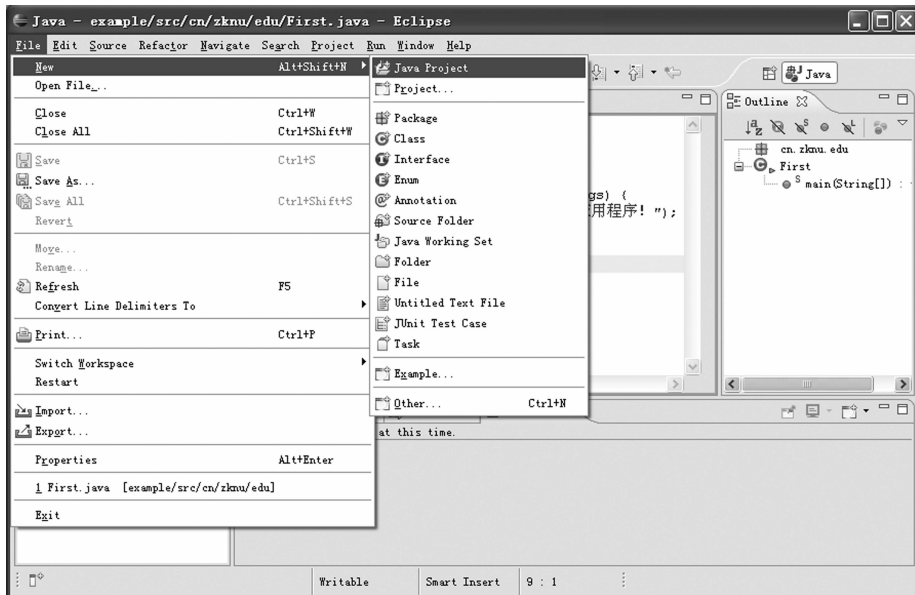 Java - example/src/cn/zknu/edu/First.java - Eclipse
File Edit Source Refactor Navigate Search Project Run Window Help
New Alt+Shift+N
Open File...
Close Ctrl+W
Close All Ctrl+Shift+W
Save Ctrl+S
Save As...
Save All Ctrl+Shift+S
Revert
Move...
Rename...
Refresh F5
Convert Line Delimiters To
Print... Ctrl+P
Switch Workspace
Restart
Import...
Export...
Properties Alt+Enter
1 First.java [example/src/cn/zknu/edu]
Exit
Java Project
Project...
Package
Class
Interface
Enum
Annotation
Source Folder
Java Working Set
Folder
File
Untitled Text File
JUnit Test Case
Task
Example...
Other... Ctrl+N
Java
gs) {
用程序! ");
Outline
cn.zknu.edu
First
main(String[]) :
at this time.
Writable
Smart Insert
9 : 1